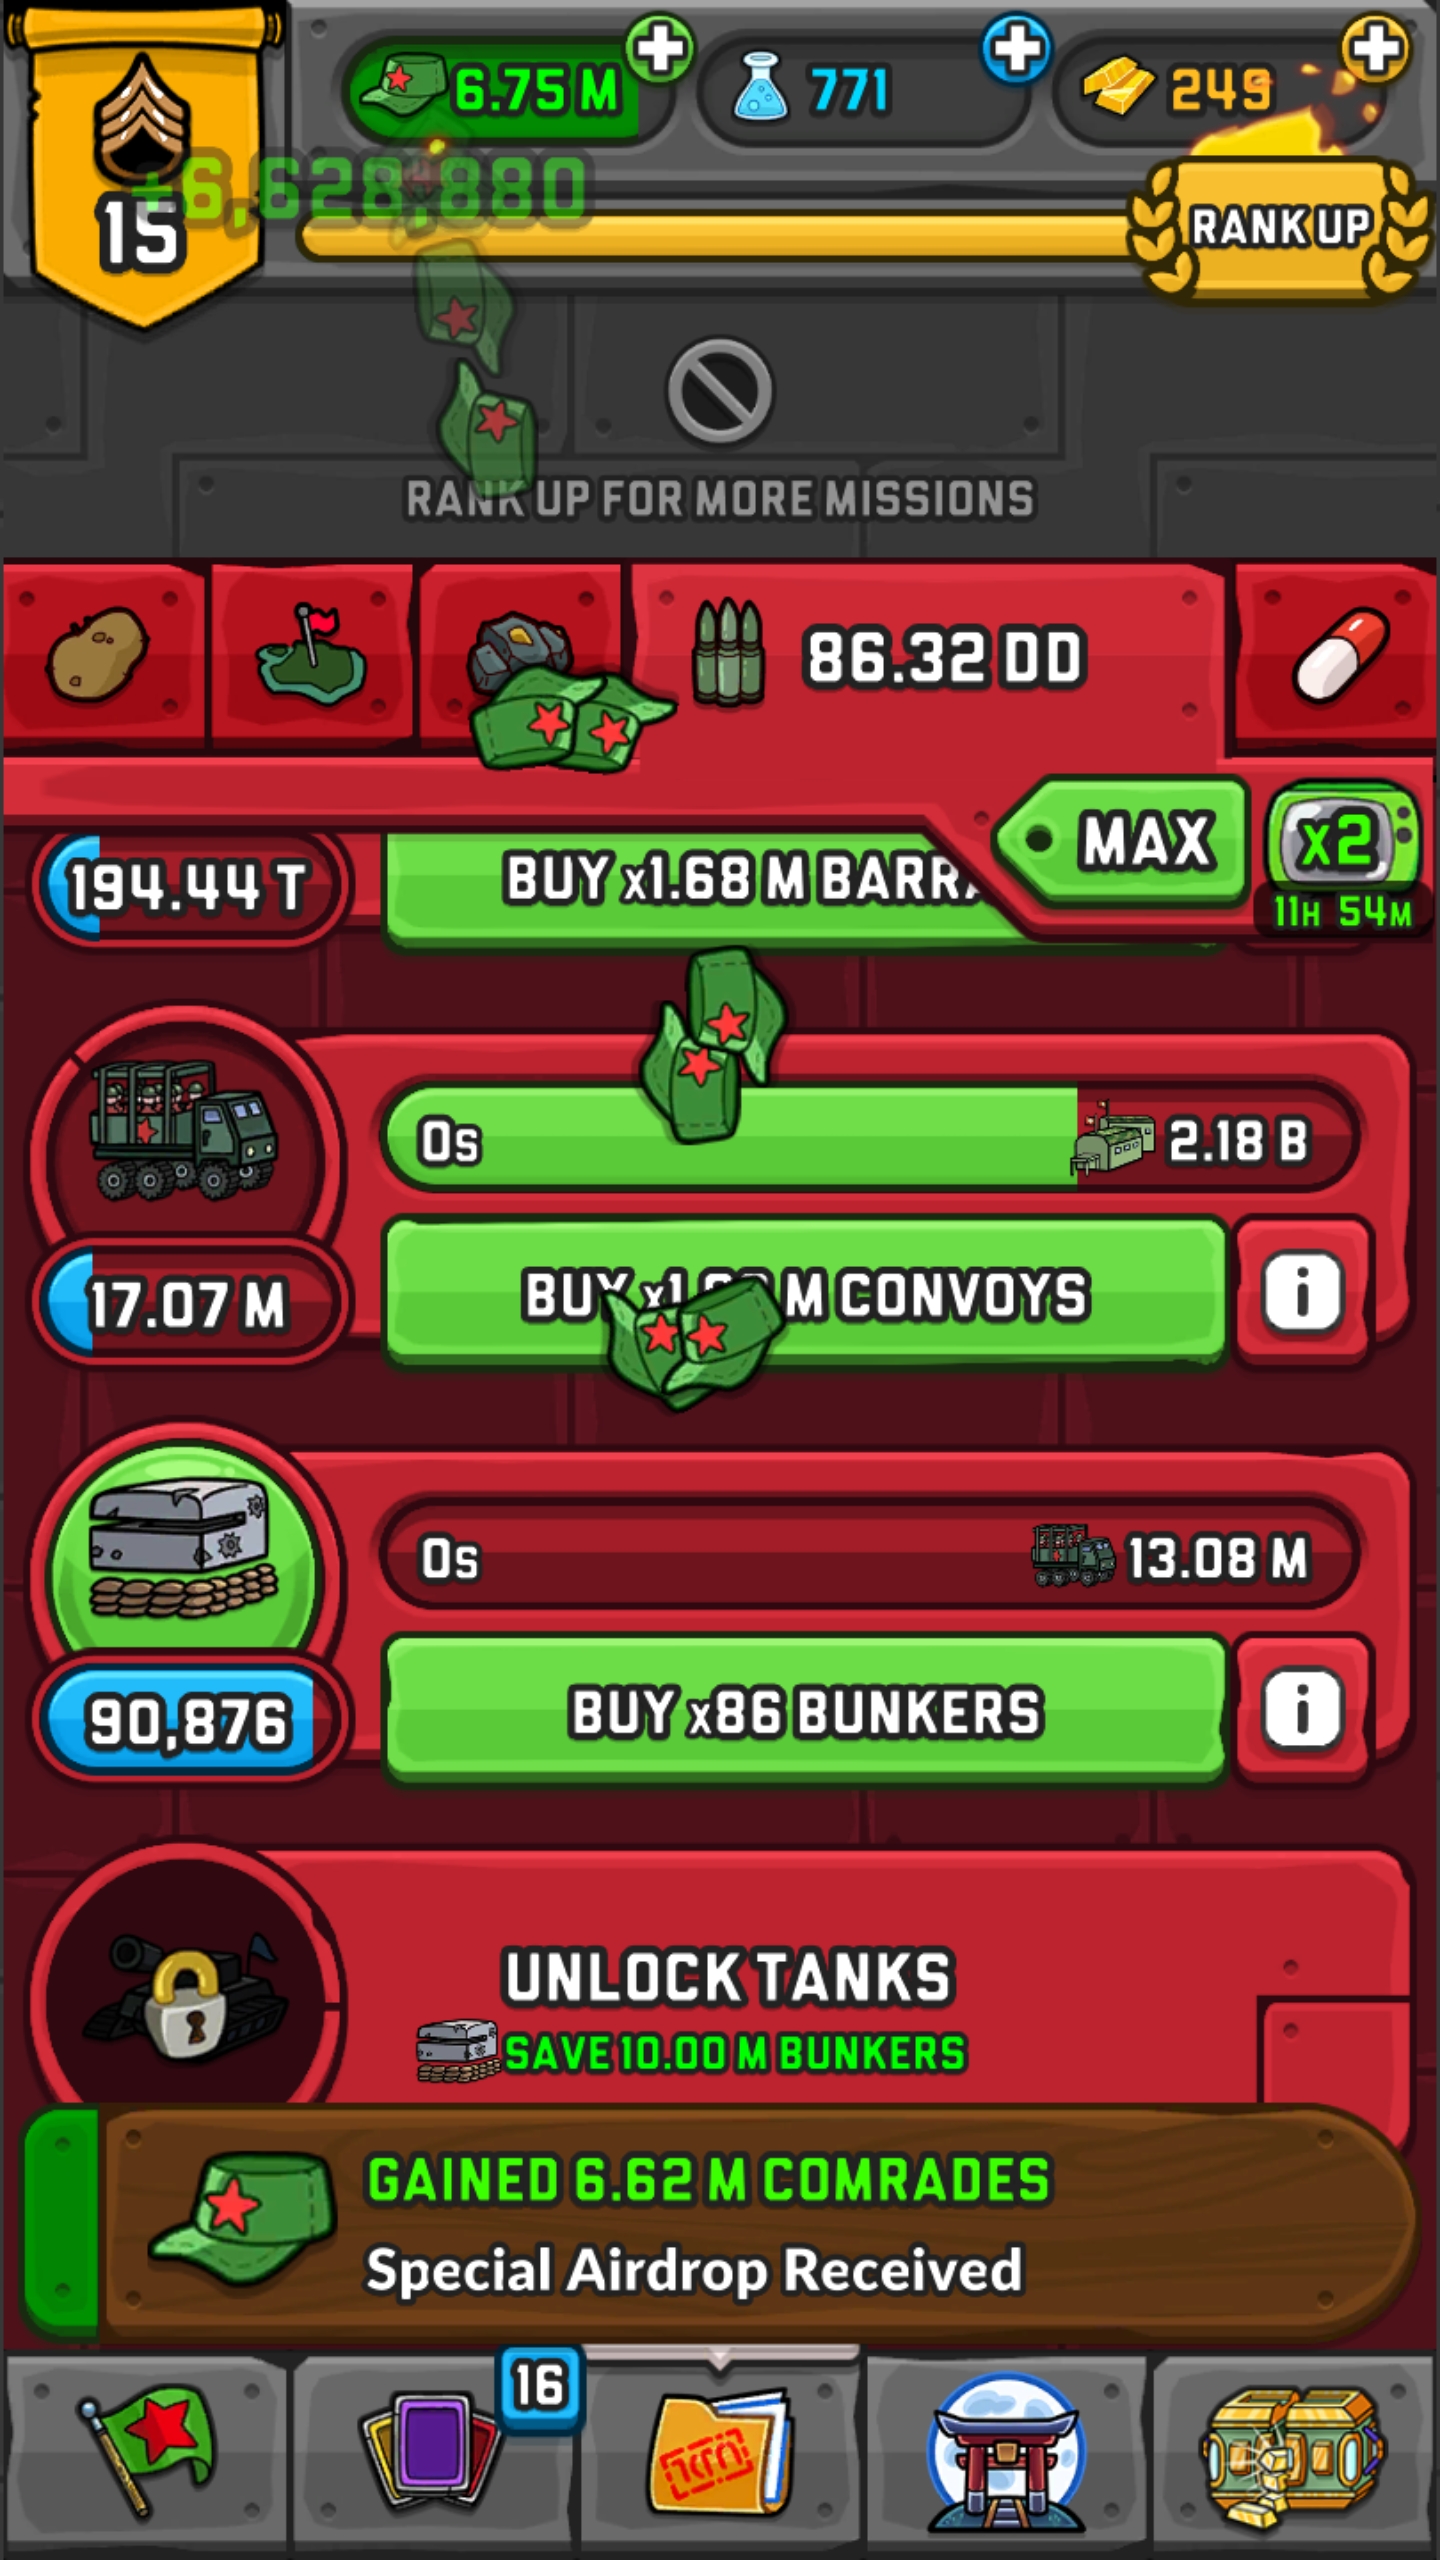 6.75 M
771
249
+6,628,880
15
RANK UP
RANK UP FOR MORE MISSIONS
86.32 DD
MAX
x2
11H 54M
194.44 T
BUY x1.68 M
0s
2.18 B
17.07 M
BUY M CONVOYS
0s
13.08 M
90,876
BUY x86 BUNKERS
UNLOCK TANKS
SAVE 10.00 M BUNKERS
GAINED 6.62 M COMRADES
Special Airdrop Received
16